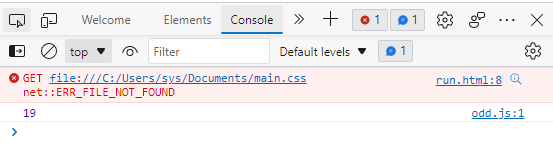 Welcome Elements Console 1 1
top Filter Default levels 1
GET file:///C:/Users/sys/Documents/main.css run.html:8
net::ERR_FILE_NOT_FOUND
19 odd.js:1